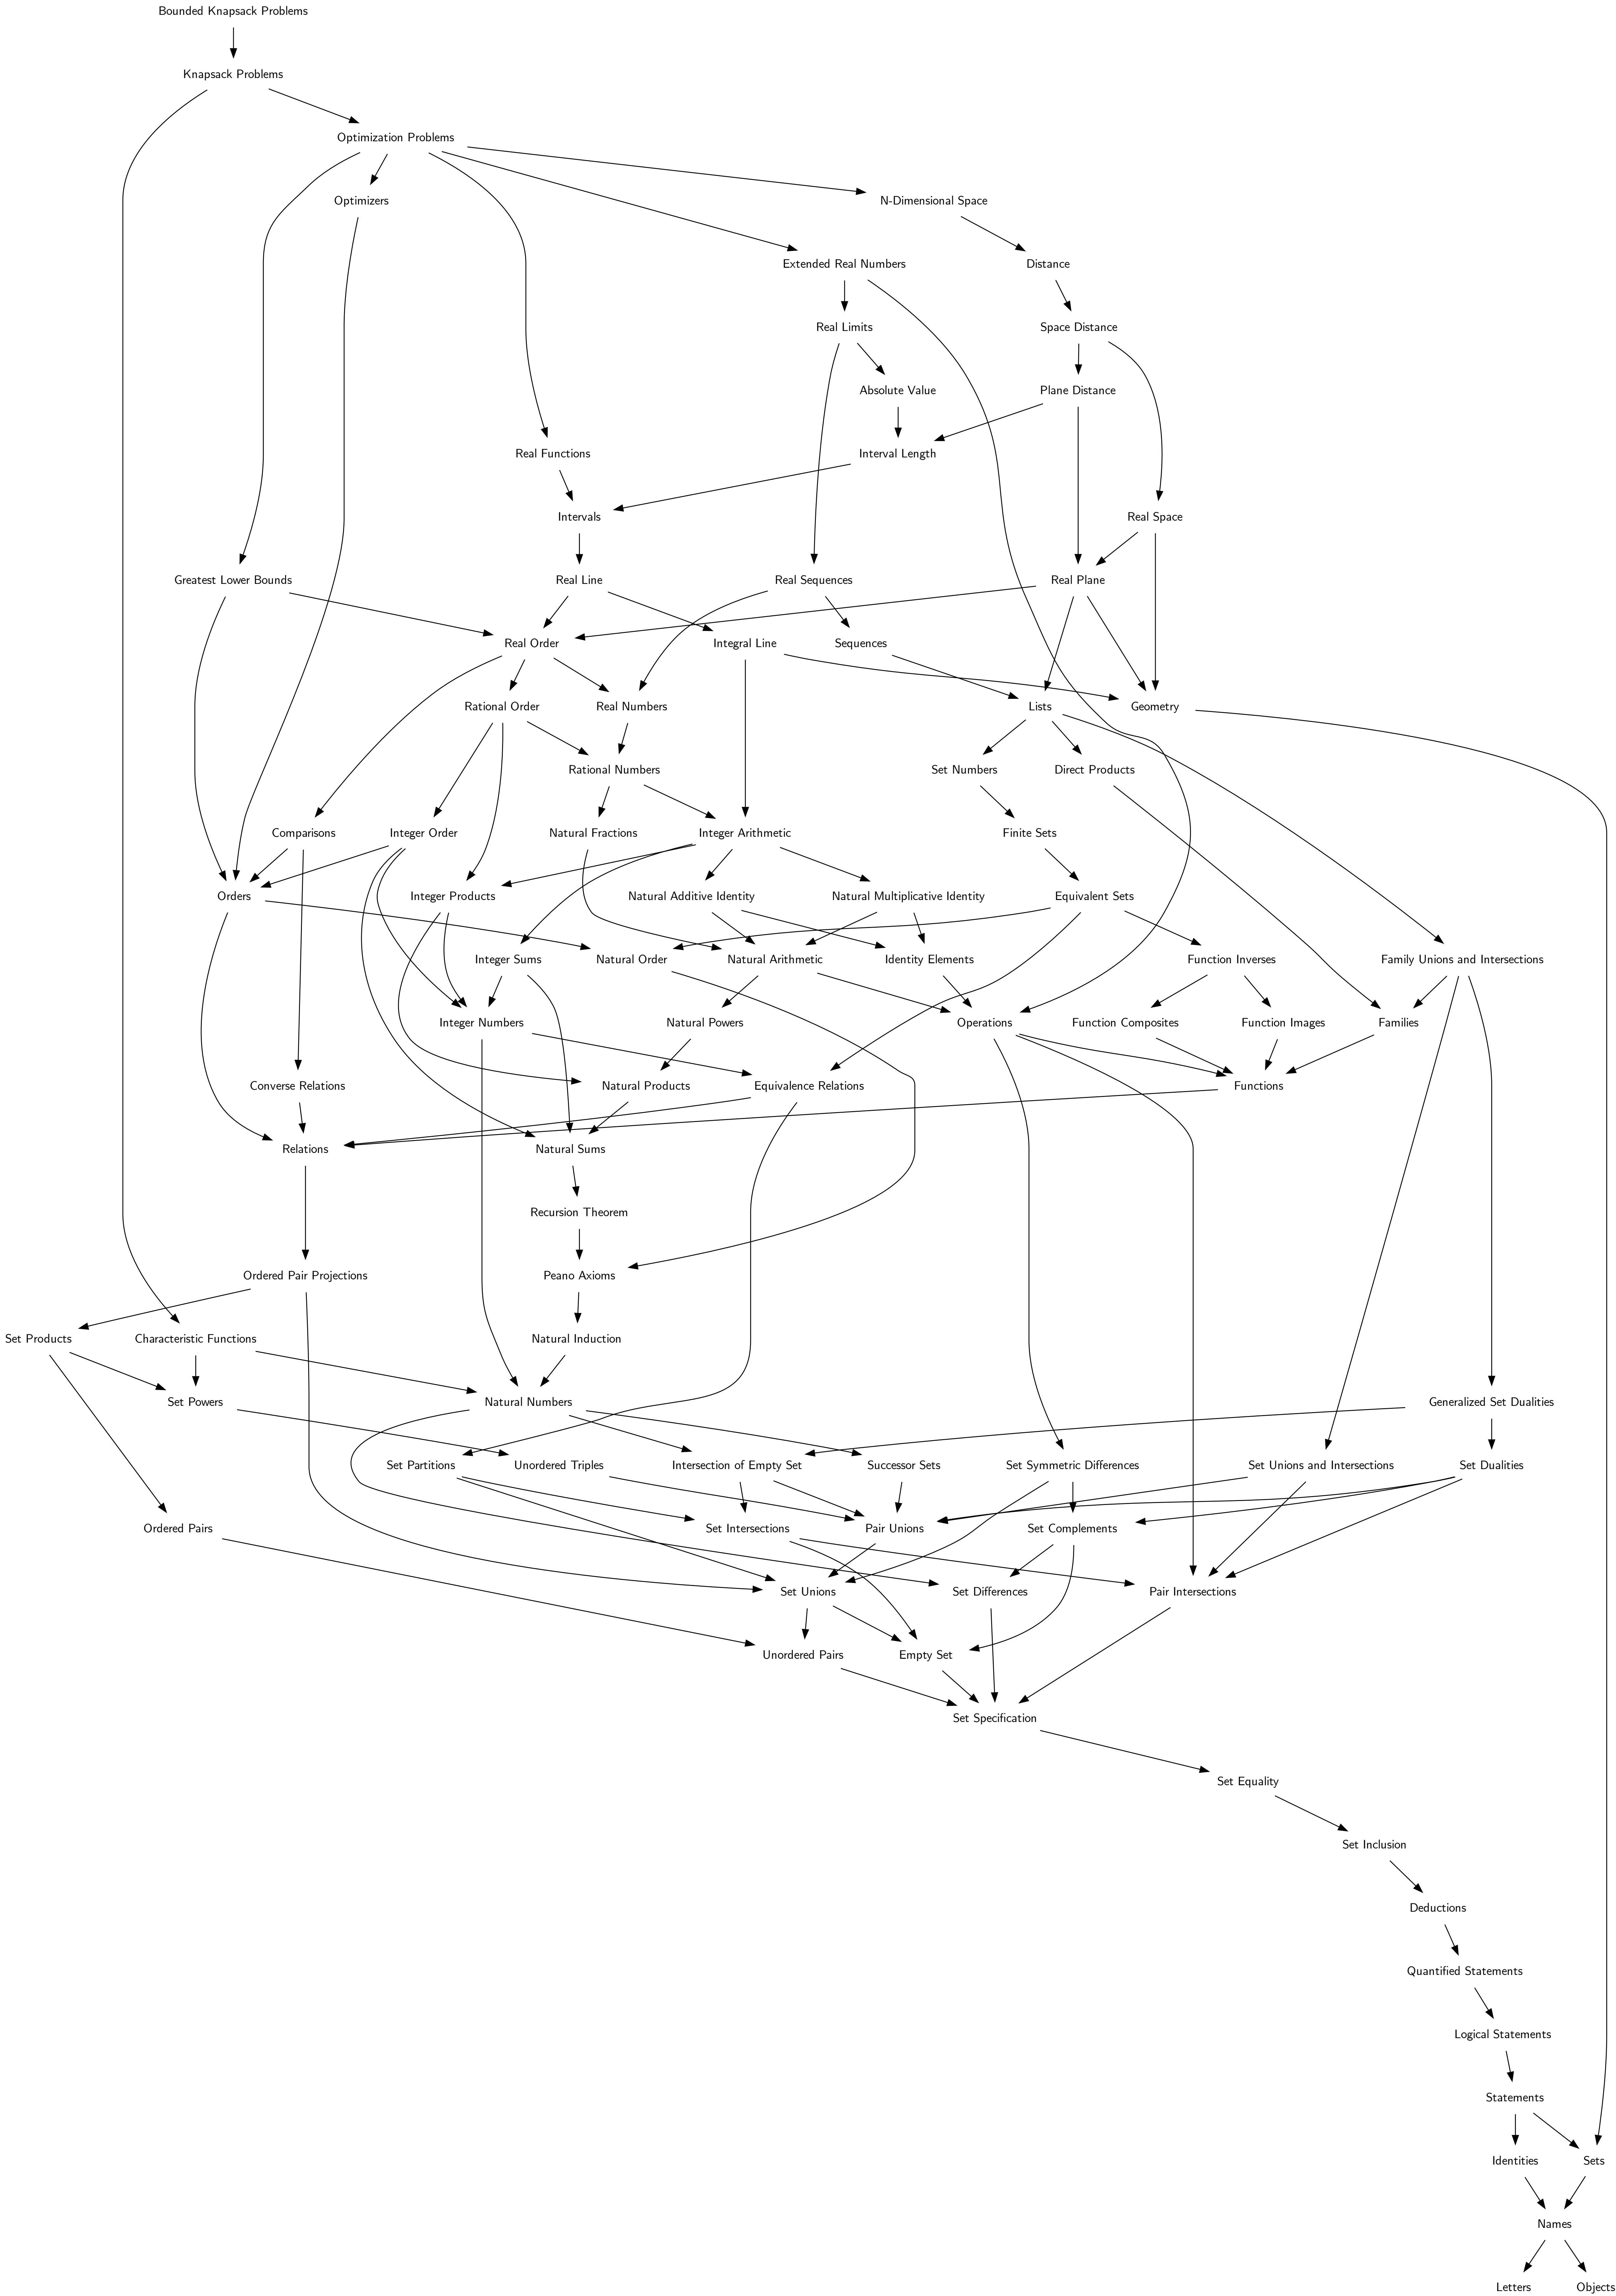 Bounded Knapsack Problems
Knapsack Problems
Optimization Problems
Optimizers
N-Dimensional Space
Extended Real Numbers
Distance
Real Limits
Space Distance
Absolute Value
Plane Distance
Real Functions
Interval Length
Intervals
Real Space
Greatest Lower Bounds
Real Line
Real Sequences
Real Plane
Real Order
Integral Line
Sequences
Rational Order
Real Numbers
Lists
Geometry
Rational Numbers
Set Numbers
Direct Products
Comparisons
Integer Order
Natural Fractions
Integer Arithmetic
Finite Sets
Orders
Integer Products
Natural Additive Identity
Natural Multiplicative Identity
Equivalent Sets
Integer Sums
Natural Order
Natural Arithmetic
Identity Elements
Function Inverses
Family Unions and Intersections
Integer Numbers
Natural Powers
Operations
Function Composites
Function Images
Families
Converse Relations
Natural Products
Equivalence Relations
Functions
Relations
Natural Sums
Recursion Theorem
Ordered Pair Projections
Peano Axioms
Set Products
Characteristic Functions
Natural Induction
Set Powers
Natural Numbers
Generalized Set Dualities
Set Partitions
Unordered Triples
Intersection of Empty Set
Successor Sets
Set Symmetric Differences
Set Unions and Intersections
Set Dualities
Ordered Pairs
Set Intersections
Pair Unions
Set Complements
Set Unions
Set Differences
Pair Intersections
Unordered Pairs
Empty Set
Set Specification
Set Equality
Set Inclusion
Deductions
Quantified Statements
Logical Statements
Statements
Identities
Sets
Names
Letters
Objects